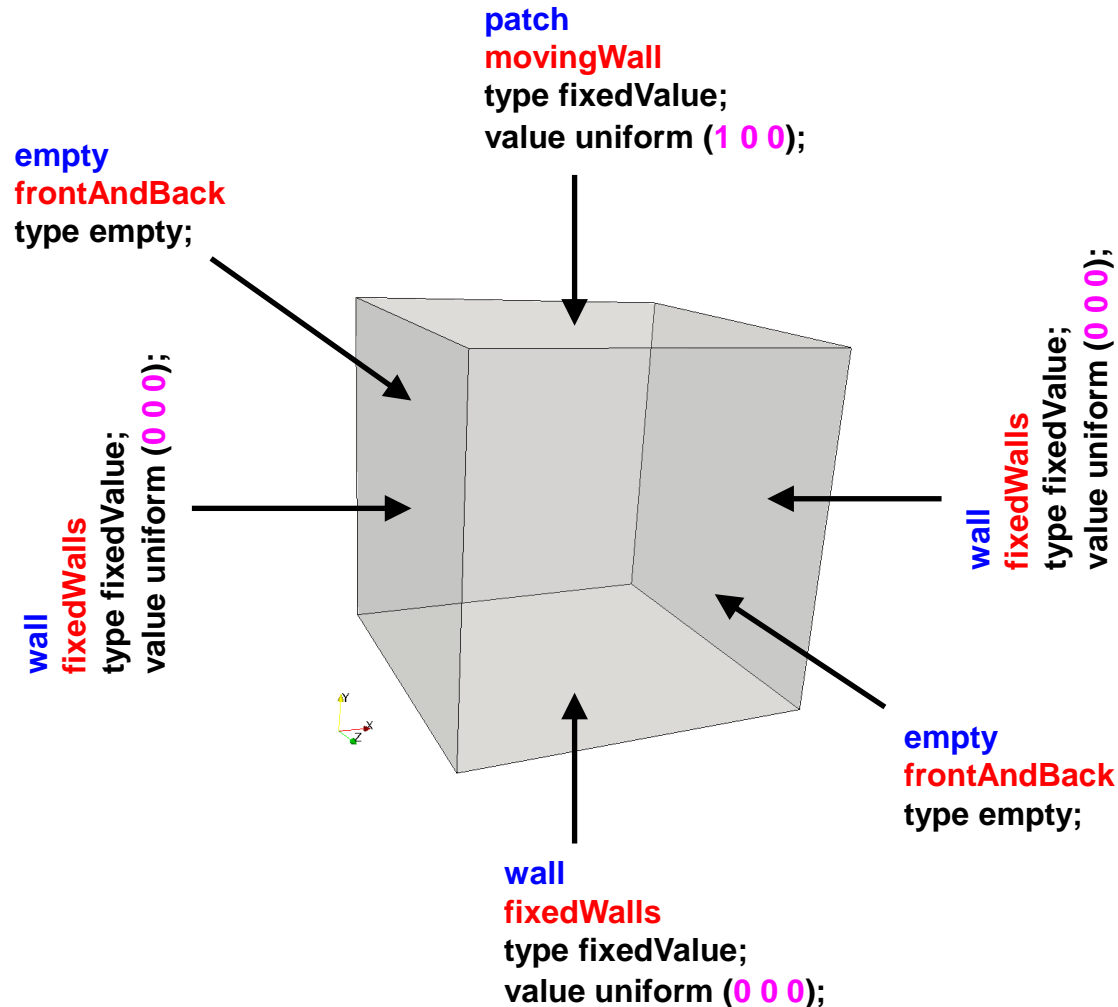 patch
movingWall
type fixedValue;
value uniform (1 0 0);
empty
frontAndBack
type empty;
wall
fixedWalls
type fixedValue;
value uniform (0 0 0);
wall
fixedWalls
type fixedValue;
value uniform (0 0 0);
Y
X
Z
empty
frontAndBack
type empty;
wall
fixedWalls
type fixedValue;
value uniform (0 0 0);